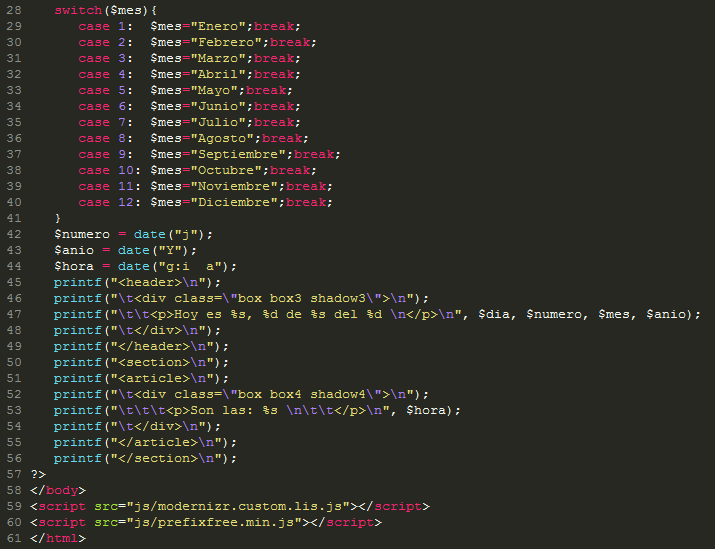 28    switch($mes){
29       case 1:  $mes="Enero";break;
30       case 2:  $mes="Febrero";break;
31       case 3:  $mes="Marzo";break;
32       case 4:  $mes="Abril";break;
33       case 5:  $mes="Mayo";break;
34       case 6:  $mes="Junio";break;
35       case 7:  $mes="Julio";break;
36       case 8:  $mes="Agosto";break;
37       case 9:  $mes="Septiembre";break;
38       case 10: $mes="Octubre";break;
39       case 11: $mes="Noviembre";break;
40       case 12: $mes="Diciembre";break;
41    }
42    $numero = date("j");
43    $anio = date("Y");
44    $hora = date("g:i  a");
45    printf("<header>\n");
46    printf("\t<div class=\"box box3 shadow3\">\n");
47    printf("\t\t<p>Hoy es %s, %d de %s del %d \n</p>\n", $dia, $numero, $mes, $anio);
48    printf("\t</div>\n");
49    printf("</header>\n");
50    printf("<section>\n");
51    printf("<article>\n");
52    printf("\t<div class=\"box box4 shadow4\">\n");
53    printf("\t\t\t<p>Son las: %s \n\t\t</p>\n", $hora);
54    printf("\t</div>\n");
55    printf("</article>\n");
56    printf("</section>\n");
57 ?>
58 </body>
59 <script src="js/modernizr.custom.lis.js"></script>
60 <script src="js/prefixfree.min.js"></script>
61 </html>